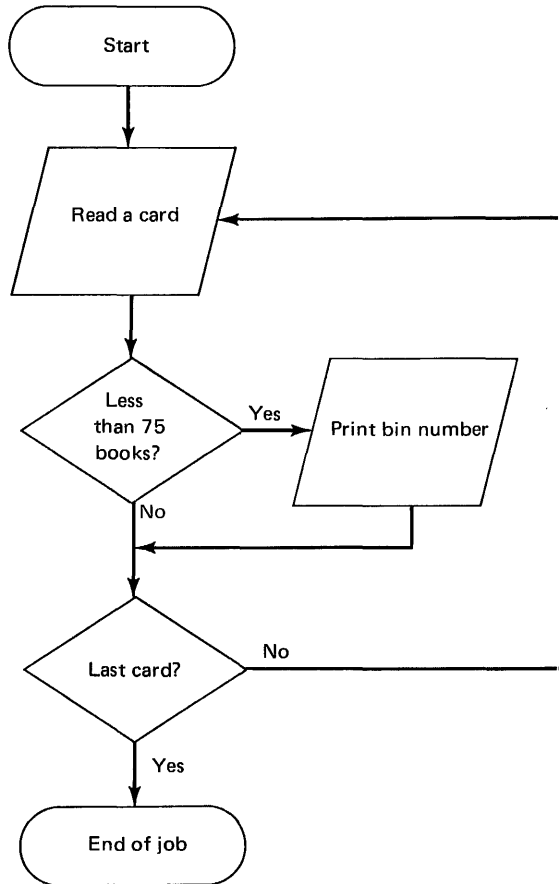 Start
Read a card
Less
than 75
books?
Yes
Print bin number
No
Last card?
No
Yes
End of job